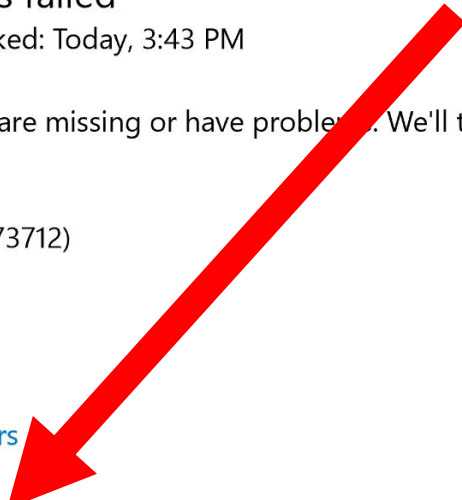 s failed
ked: Today, 3:43 PM
are missing or have proble. We'll t
73712)
rs